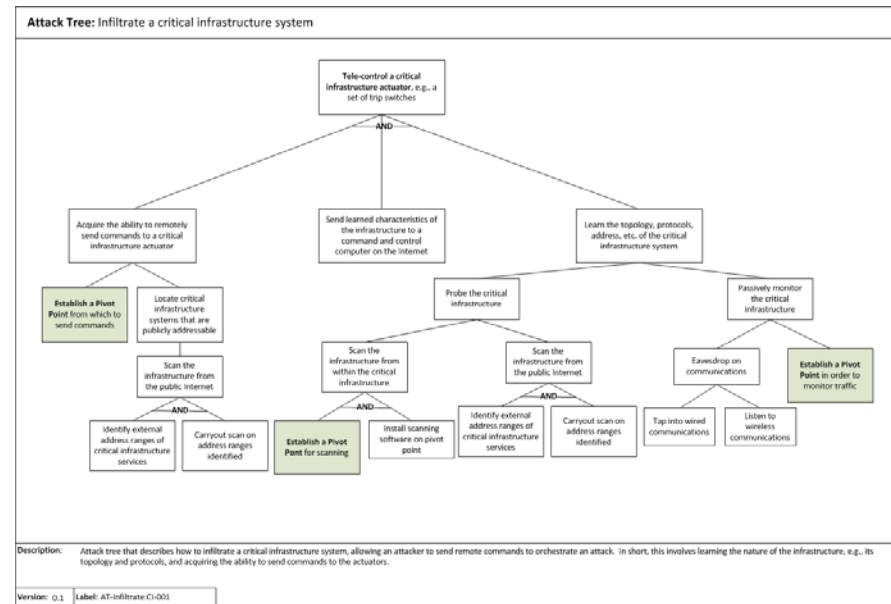 Attack Tree: Infiltrate a critical infrastructure system
Tele-control a critical
infrastructure actuator, e.g., a
set of trip switches
AND
Acquire the ability to remotely
send commands to a critical
infrastructure actuator
Send learned characteristics of
the infrastructure to a
command and control
computer on the Internet
Learn the topology, protocols,
address, etc. of the critical
infrastructure system
Establish a Pivot
Point from which to
send commands
Locate critical
infrastructure
systems that are
publicly addressable
Probe the critical
infrastructure
Passively monitor
the critical
infrastructure
Scan the
infrastructure from
the public Internet
Scan the
infrastructure from
within the critical
infrastructure
Scan the
infrastructure from
the public Internet
Eavesdrop on
communications
Establish a Pivot
Point in order to
monitor traffic
AND
AND
AND
Identify external
address ranges of
critical infrastructure
services
Carryout scan on
address ranges
identified
Establish a Pivot
Pont for scanning
Install scanning
software on pivot
point
Identify external
address ranges of
critical infrastructure
services
Carryout scan on
address ranges
identified
Tap into wired
communications
Listen to
wireless
communications
Description: Attack tree that describes how to infiltrate a critical infrastructure system, allowing an attacker to send remote commands to orchestrate an attack. In short, this involves learning the nature of the infrastructure, e.g., its
topology and protocols, and acquiring the ability to send commands to the actuators.
Version: 0.1 Label: AT-Infiltrate:CI-001